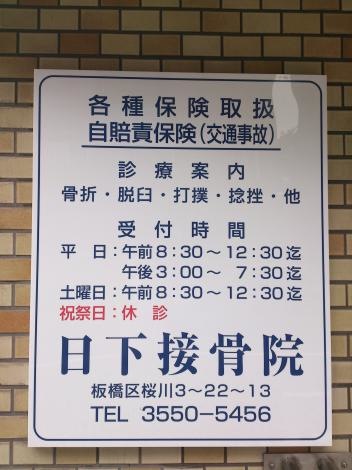 各種保険取扱
自賠責保険(交通事故)
診療案内
骨折・脱臼・打撲・捻挫・他
受付時間
平日:午前8:30〜12:30迄
午後3:00〜7:30迄
土曜日:午前8:30〜12:30迄
祝祭日:休診
日下接骨院
板橋区桜川3〜22〜13
TEL 3550-5456